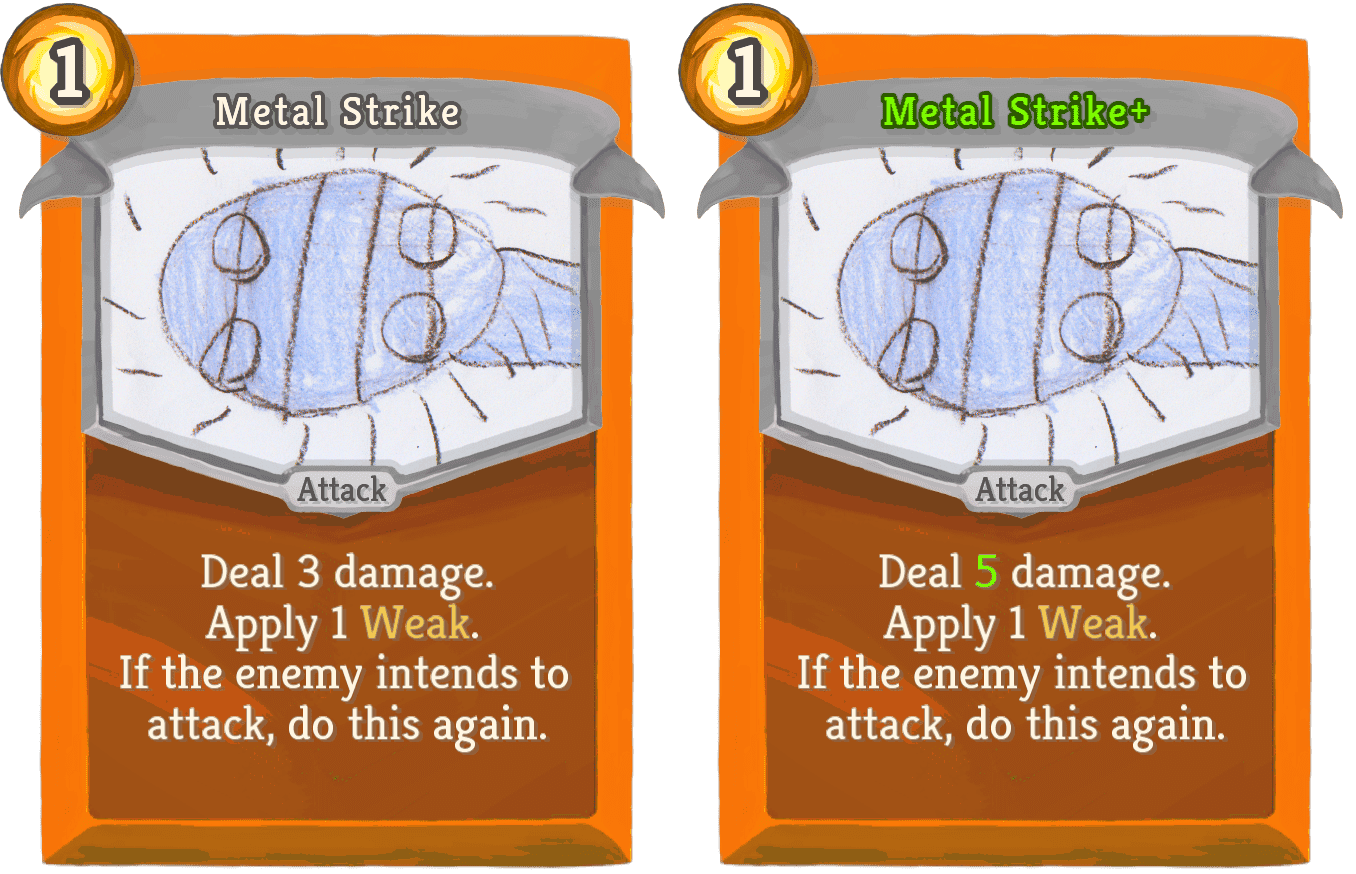 1
Metal Strike
Attack
Deal 3 damage.
Apply 1 Weak.
If the enemy intends to
attack, do this again.
1
Metal Strike+
Attack
Deal 5 damage.
Apply 1 Weak.
If the enemy intends to
attack, do this again.